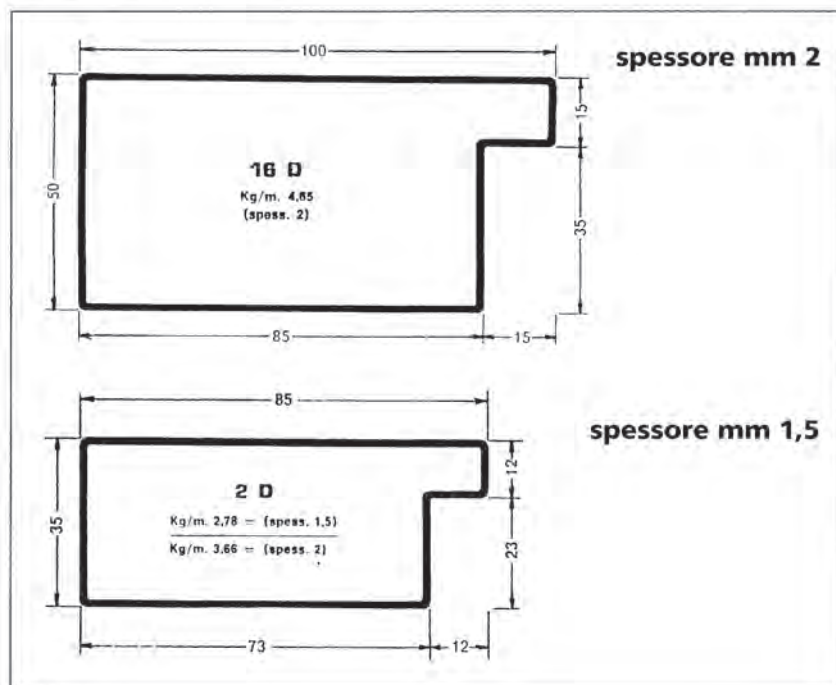 100
spessore mm 2
50
15
16 D
Kg/m. 4,65
(spess. 2)
35
85
15
85
spessore mm 1,5
35
12
2 D
Kg/m. 2,78 = (spess. 1,5)
Kg/m. 3,66 = (spess. 2)
23
73
12